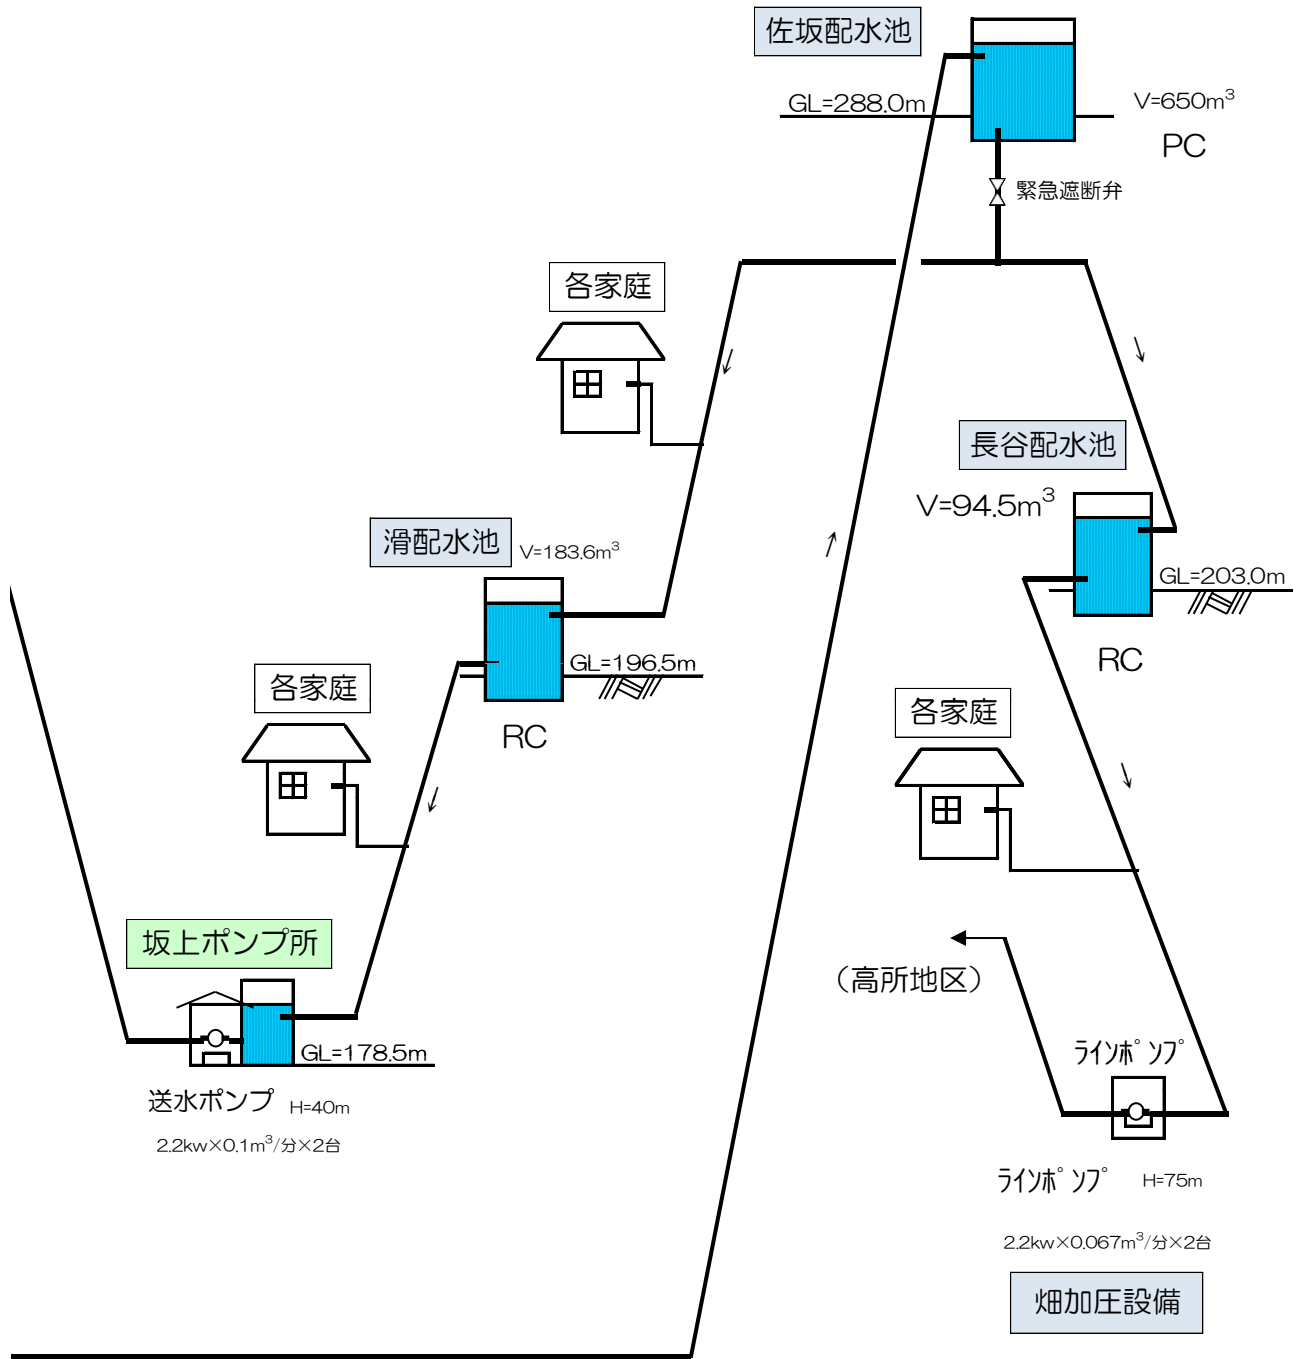 佐坂配水池
GL=288.0m
V=650m³
PC
緊急遮断弁
各家庭
長谷配水池
V=94.5m³
滑配水池
V=183.6m³
GL=203.0m
RC
GL=196.5m
RC
各家庭
各家庭
坂上ポンプ所
(高所地区)
GL=178.5m
ﾗｲﾝﾎﾟﾝﾌﾟ
送水ポンプ H=40m
2.2kw×0.1m³/分×2台
ﾗｲﾝﾎﾟﾝﾌﾟ H=75m
2.2kw×0.067m³/分×2台
畑加圧設備